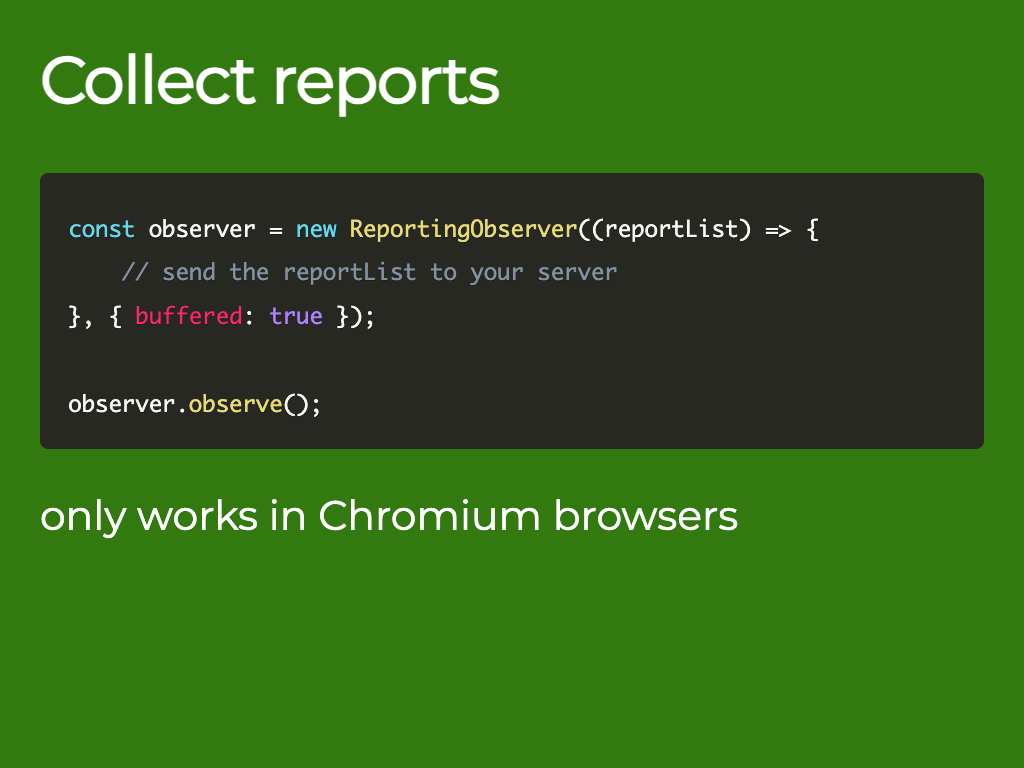 Collect reports
const observer = new ReportingObserver((reportList) => {
    // send the reportList to your server
}, { buffered: true });
observer.observe();
only works in Chromium browsers